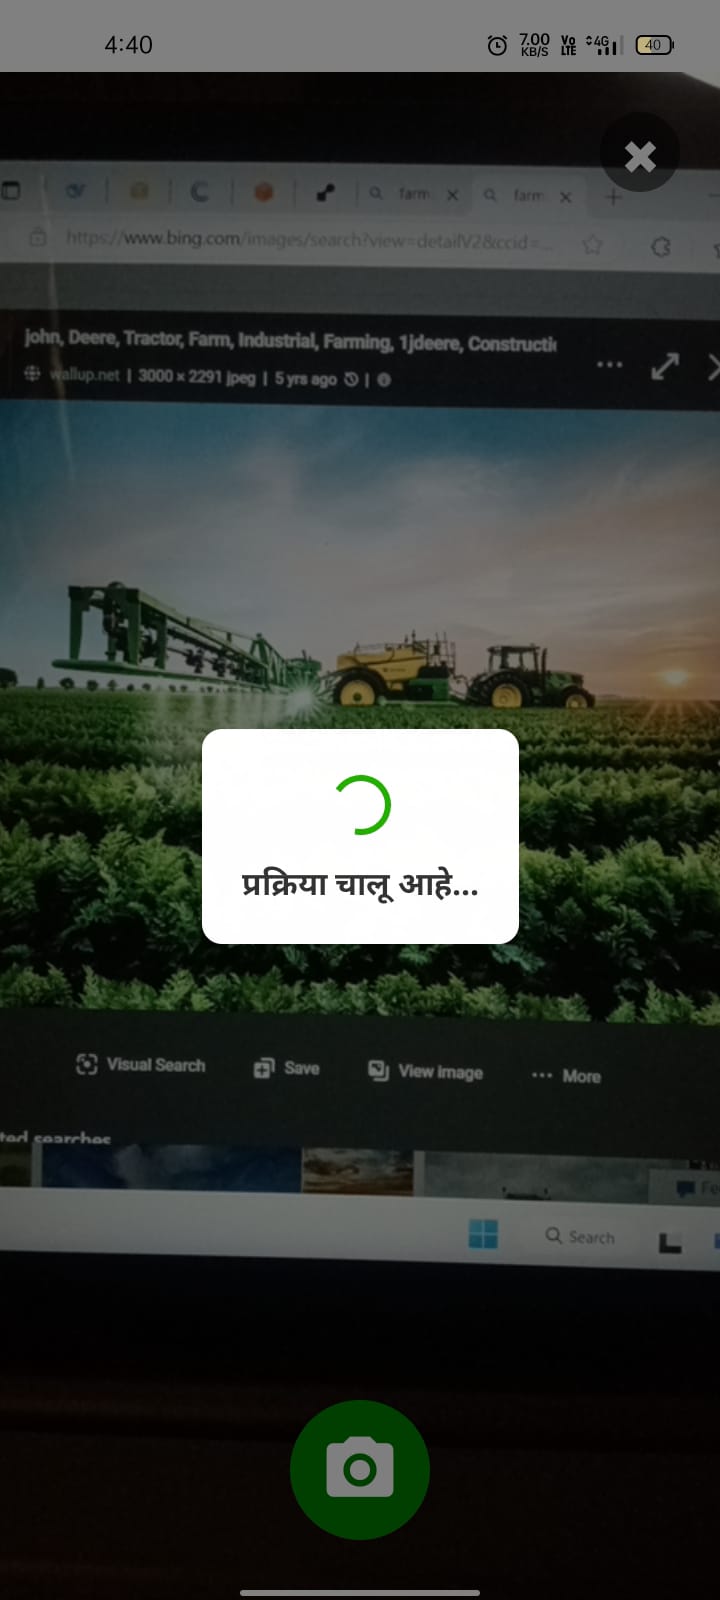 4:40
7.00 KB/S Vo LTE 4G 40
farm
farm
https://www.bing.com/images/search?view=detailV2&ccid=...
john, Deere, Tractor, Farm, Industrial, Farming, 1jdeere, Constructi
wallup.net | 3000 × 2291 jpeg | 5 yrs ago
प्रक्रिया चालू आहे...
Visual Search
Save
View image
More
ted searches
Fe
Search